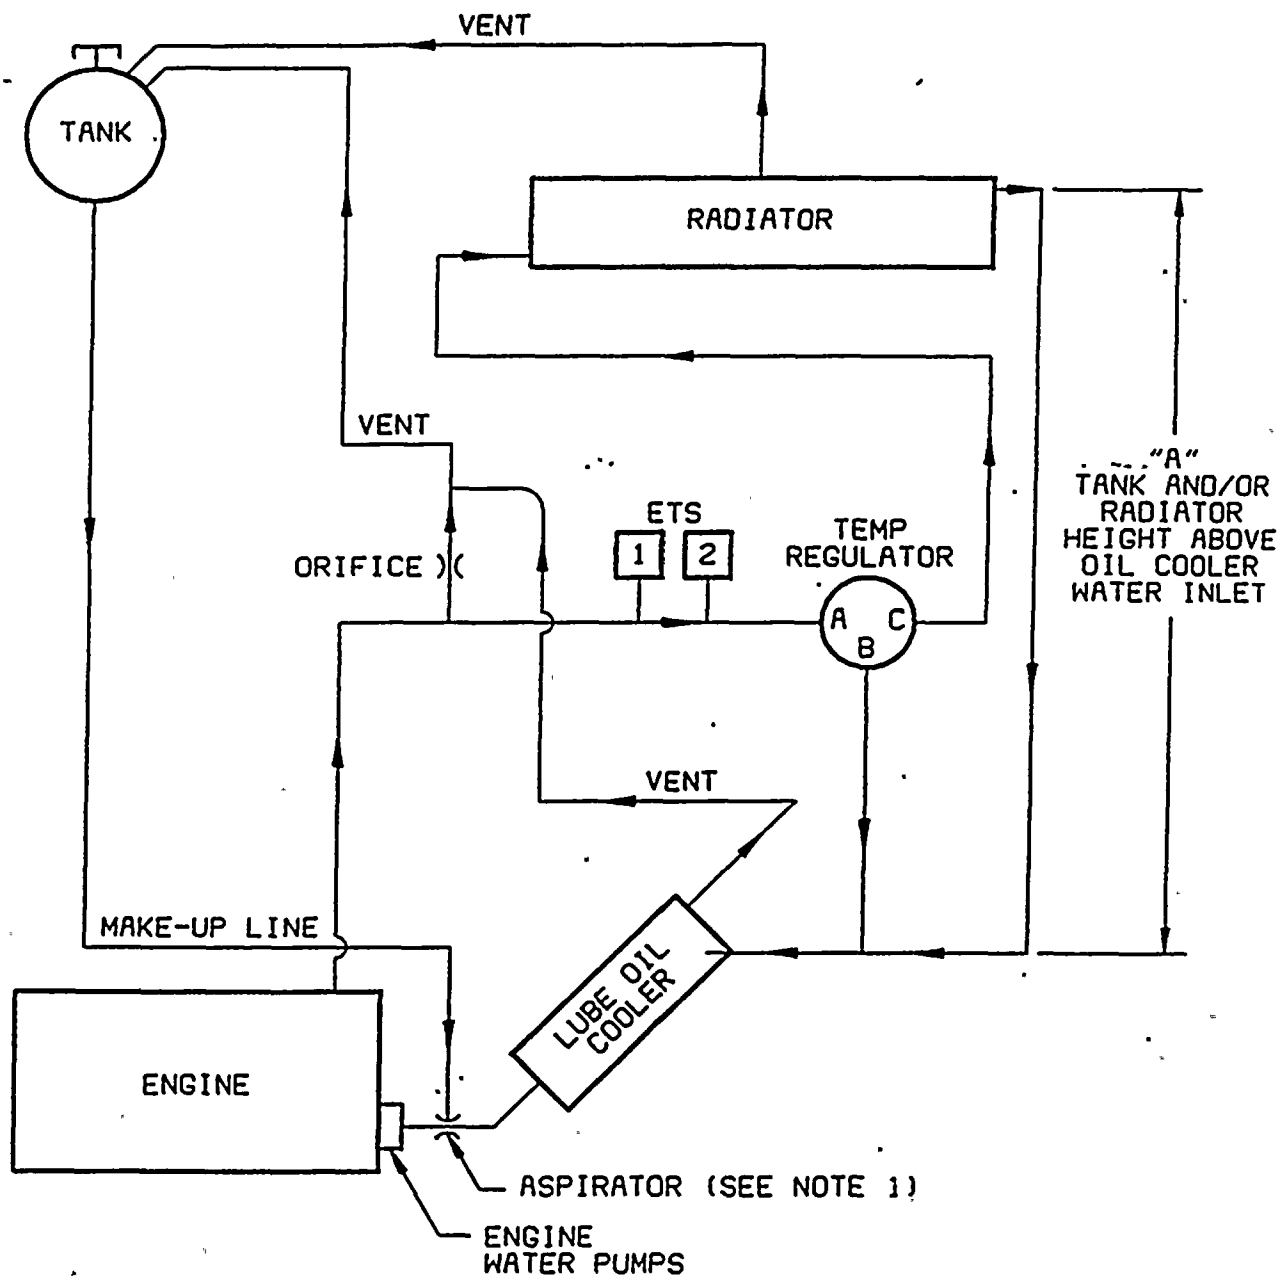 VENT
TANK
RADIATOR
VENT
"A"
TANK AND/OR
RADIATOR
HEIGHT ABOVE
OIL COOLER
WATER INLET
ETS
1 2
TEMP
REGULATOR
ORIFICE
A C
B
VENT
MAKE-UP LINE
LUBE OIL
COOLER
ENGINE
ASPIRATOR (SEE NOTE 1)
ENGINE
WATER PUMPS